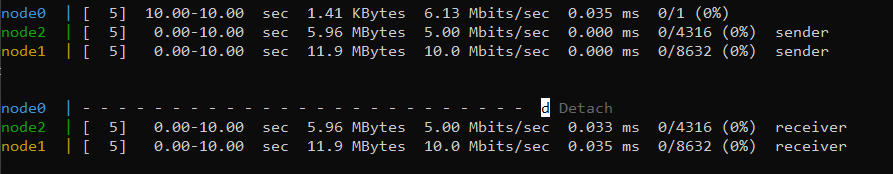 node0  | [  5]  10.00-10.00  sec  1.41 KBytes  6.13 Mbits/sec  0.035 ms  0/1 (0%)
node2  | [  5]   0.00-10.00  sec  5.96 MBytes  5.00 Mbits/sec  0.000 ms  0/4316 (0%)  sender
node1  | [  5]   0.00-10.00  sec  11.9 MBytes  10.0 Mbits/sec  0.000 ms  0/8632 (0%)  sender
node0  | - - - - - - - - - - - - - - - - - - - - - - - - -  d Detach
node2  | [  5]   0.00-10.00  sec  5.96 MBytes  5.00 Mbits/sec  0.033 ms  0/4316 (0%)  receiver
node1  | [  5]   0.00-10.00  sec  11.9 MBytes  10.0 Mbits/sec  0.035 ms  0/8632 (0%)  receiver